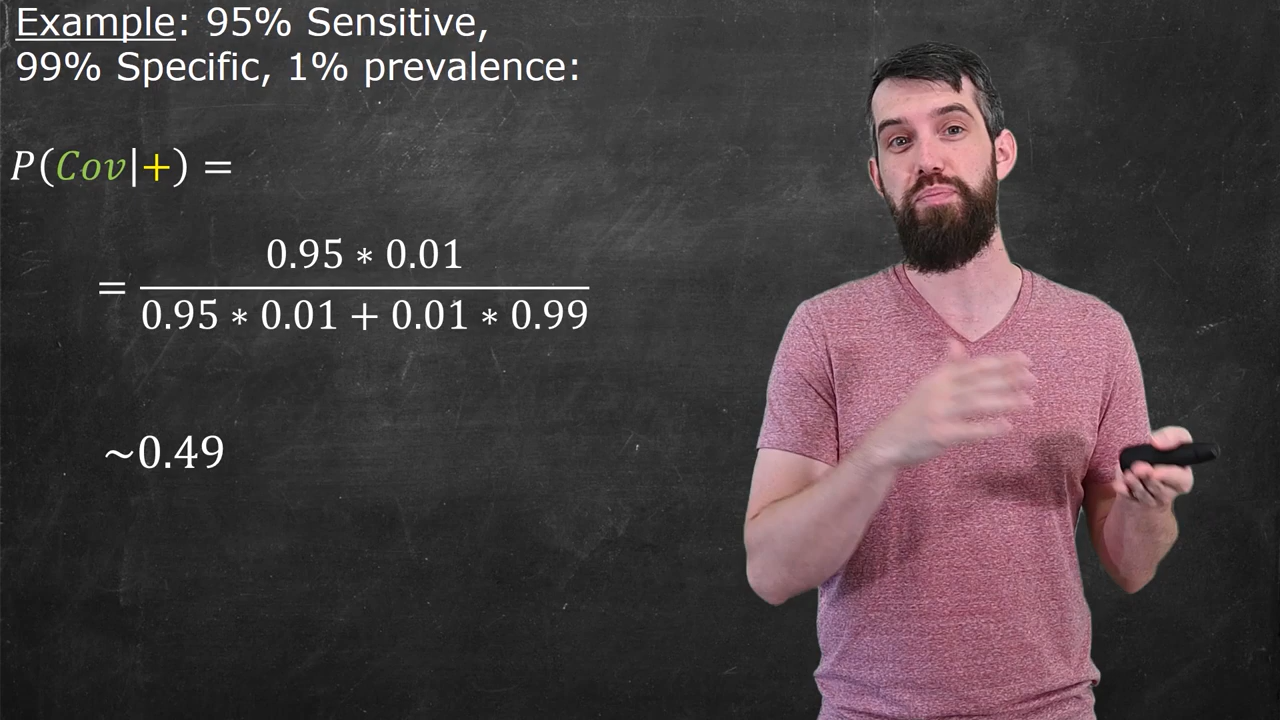 Example: 95% Sensitive,
99% Specific, 1% prevalence:
P(Cov|+) =
= 0.95 ∗ 0.01
0.95 ∗ 0.01 + 0.01 ∗ 0.99
~0.49